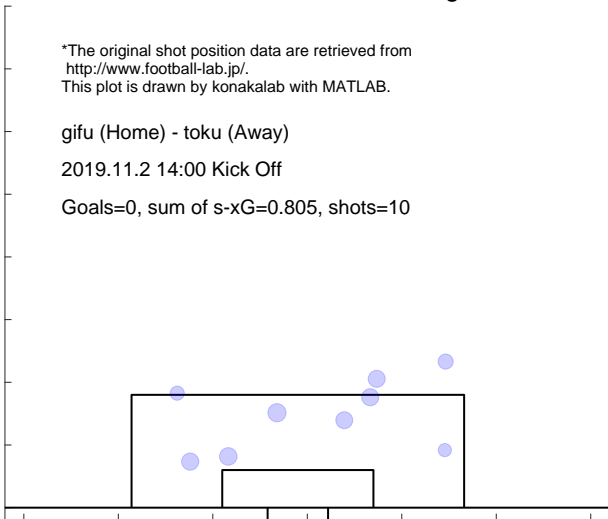 *The original shot position data are retrieved from
http://www.football-lab.jp/.
This plot is drawn by konakalab with MATLAB.
gifu (Home) - toku (Away)
2019.11.2 14:00 Kick Off
Goals=0, sum of s-xG=0.805, shots=10